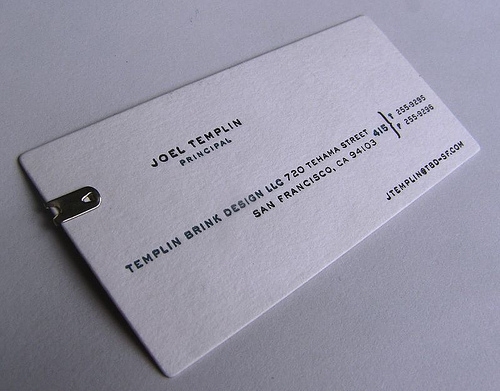 JOEL TEMPLIN
PRINCIPAL
TEMPLIN BRINK DESIGN LLC 720 TEHAMA STREET
SAN FRANCISCO, CA 94103
415} T 255-9295
F 255-9296
JTEMPLIN@TBD-SF.COM